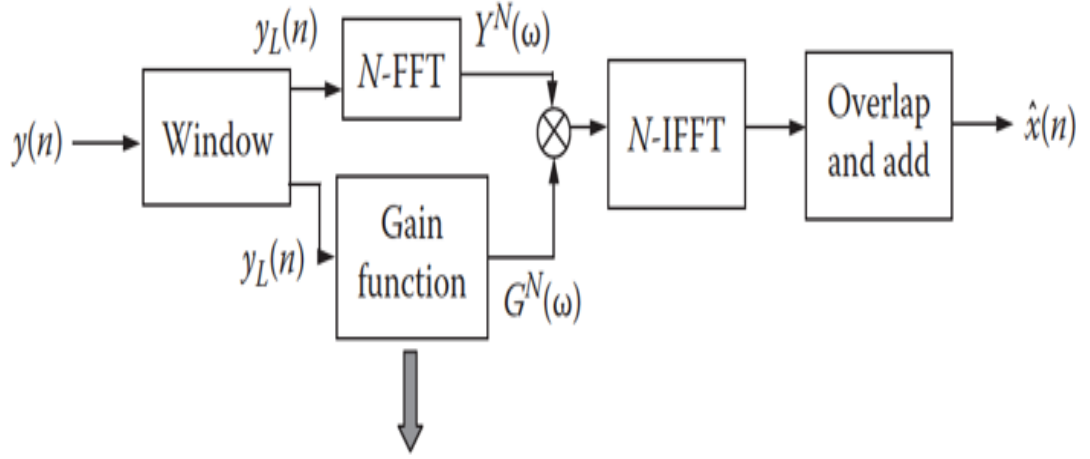 y(n)
Window
y_L(n)
N-FFT
Y^N(ω)
y_L(n)
Gain
function
G^N(ω)
N-IFFT
Overlap
and add
x̂(n)